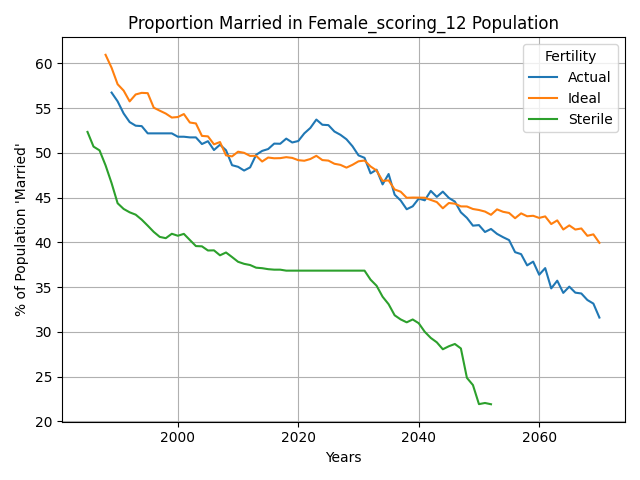 Proportion Married in Female_scoring_12 Population
Fertility
Actual
Ideal
Sterile
% of Population 'Married'
60
55
50
45
40
35
30
25
20
2000
2020
2040
2060
Years